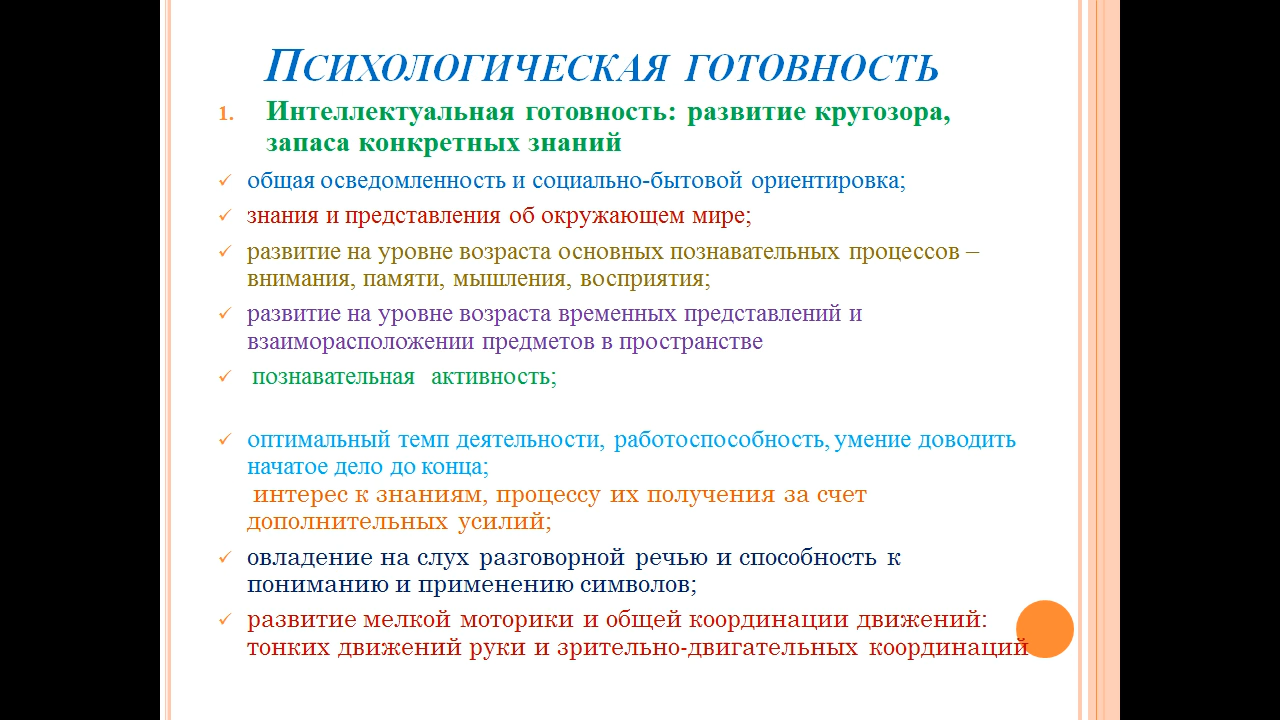 Психологическая готовность
1. Интеллектуальная готовность: развитие кругозора,
запаса конкретных знаний
✓ общая осведомленность и социально-бытовой ориентировка;
✓ знания и представления об окружающем мире;
✓ развитие на уровне возраста основных познавательных процессов –
внимания, памяти, мышления, восприятия;
✓ развитие на уровне возраста временных представлений и
взаиморасположении предметов в пространстве
✓ познавательная активность;
✓ оптимальный темп деятельности, работоспособность, умение доводить
начатое дело до конца;
интерес к знаниям, процессу их получения за счет
дополнительных усилий;
✓ овладение на слух разговорной речью и способность к
пониманию и применению символов;
✓ развитие мелкой моторики и общей координации движений:
тонких движений руки и зрительно-двигательных координаций